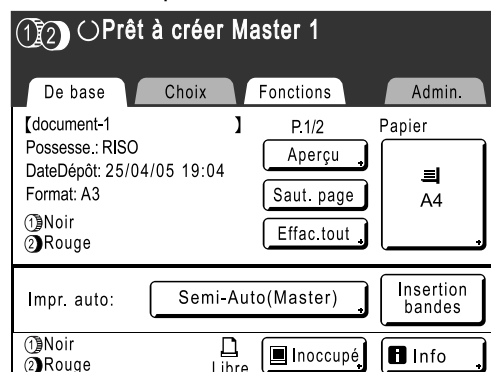 ①② Prêt à créer Master 1
De base Choix Fonctions Admin.
【document-1 】 P.1/2 Papier
Possesse.: RISO
Aperçu
DateDépôt: 25/04/05 19:04
Format: A3 Saut. page A4
①Noir
②Rouge Effac.tout
Impr. auto: Semi-Auto(Master) Insertion bandes
①Noir
②Rouge Libre Inoccupé Info